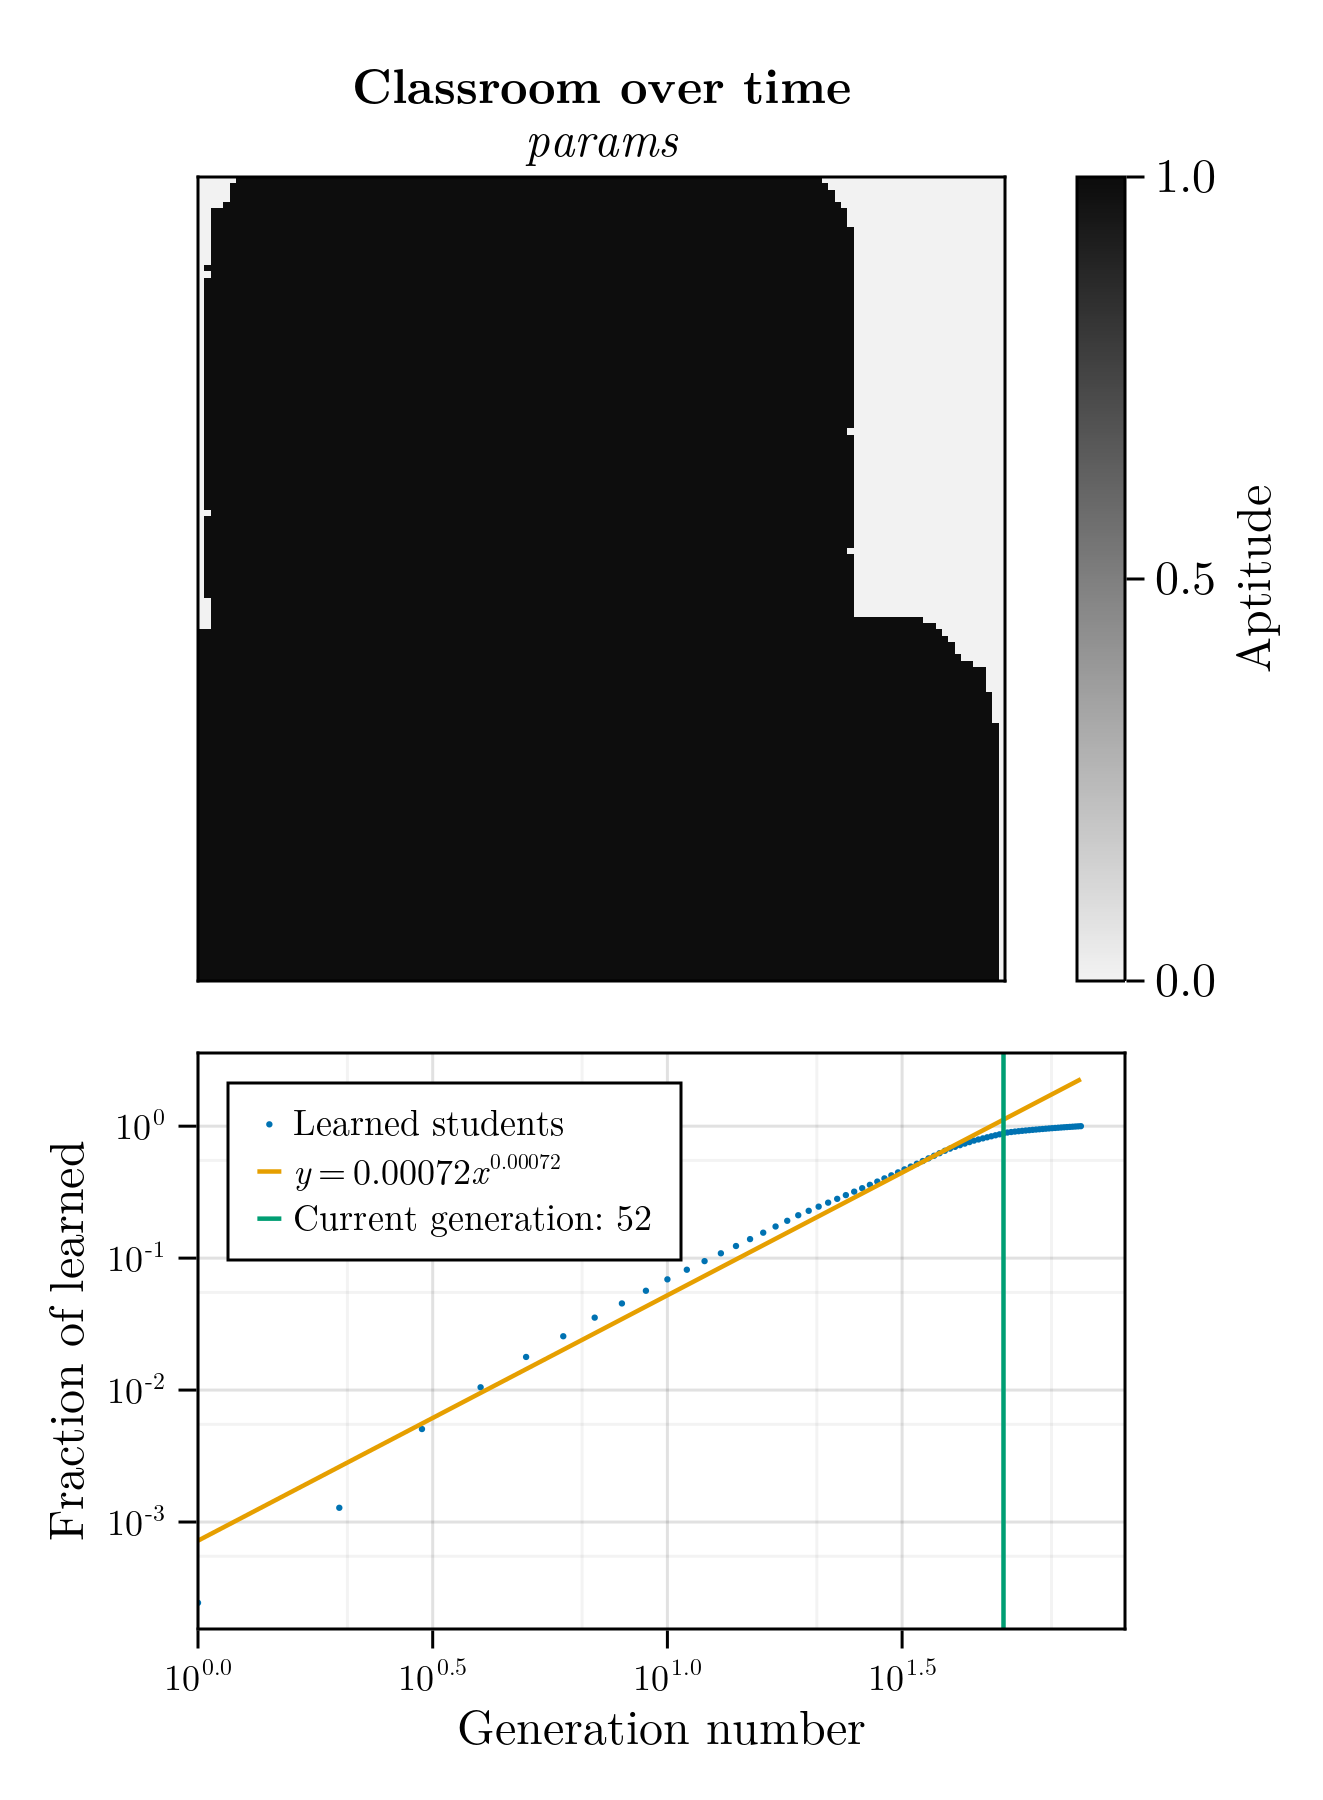 Classroom over time
params
1.0
0.5
0.0
Aptitude
Learned students
y = 0.00072x^0.00072
Current generation: 52
10^0
10^-1
10^-2
10^-3
Fraction of learned
10^0.0 10^0.5 10^1.0 10^1.5
Generation number